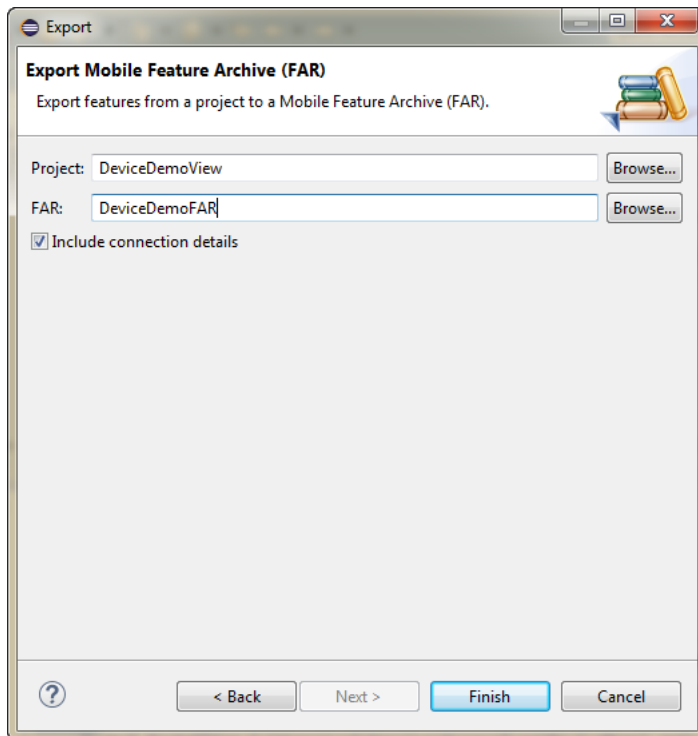 Export
Export Mobile Feature Archive (FAR)
Export features from a project to a Mobile Feature Archive (FAR).
Project: DeviceDemoView Browse...
FAR: DeviceDemoFAR Browse...
Include connection details
? < Back Next > Finish Cancel